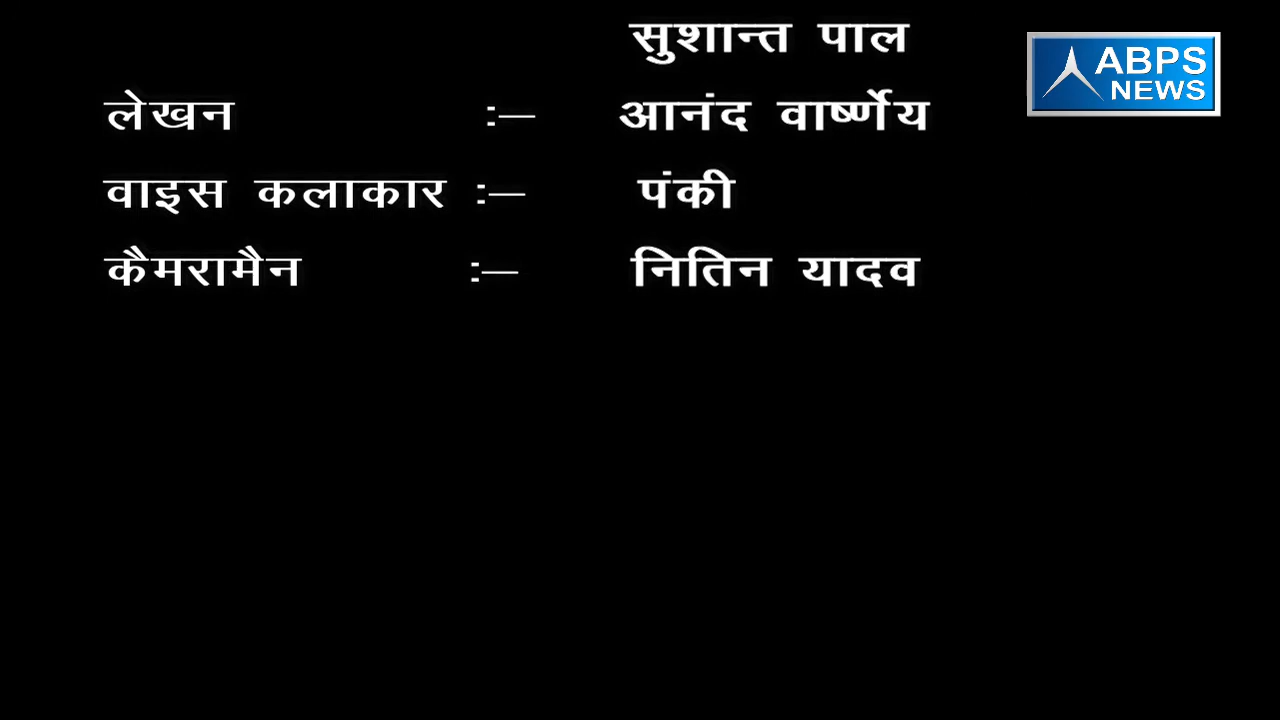 सुशान्त पाल
ABPS
NEWS
लेखन :— आनंद वार्ष्णेय
वाइस कलाकार :— पंकी
कैमरामैन :— नितिन यादव